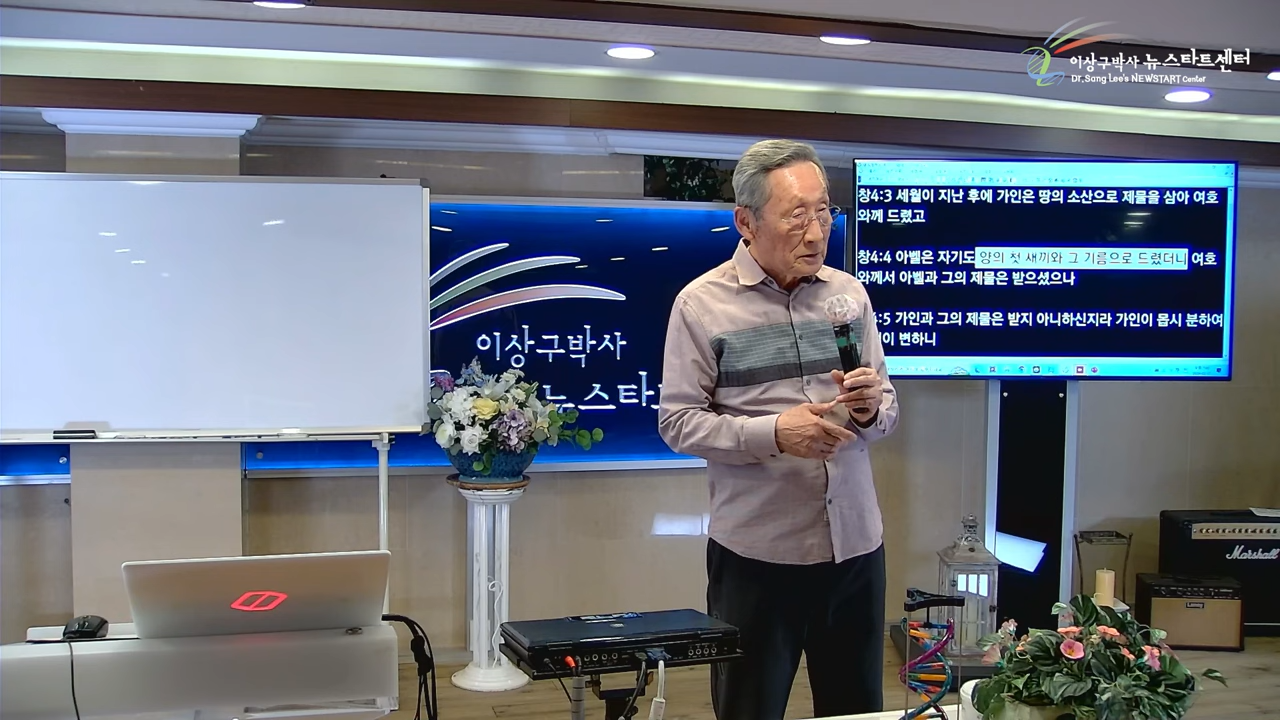 이상구박사 뉴스타트센터
Dr. Sang Lee's NEWSTART Center
창4:3 세월이 지난 후에 가인은 땅의 소산으로 제물을 삼아 여호
와께 드렸고
창4:4 아벨은 자기도 양의 첫 새끼와 그 기름으로 드렸더니 여호
와께서 아벨과 그의 제물은 받으셨으나
4:5 가인과 그의 제물은 받지 아니하신지라 가인이 몹시 분하여
이 변하니
이상구박사
뉴스타
Marshall
Laney